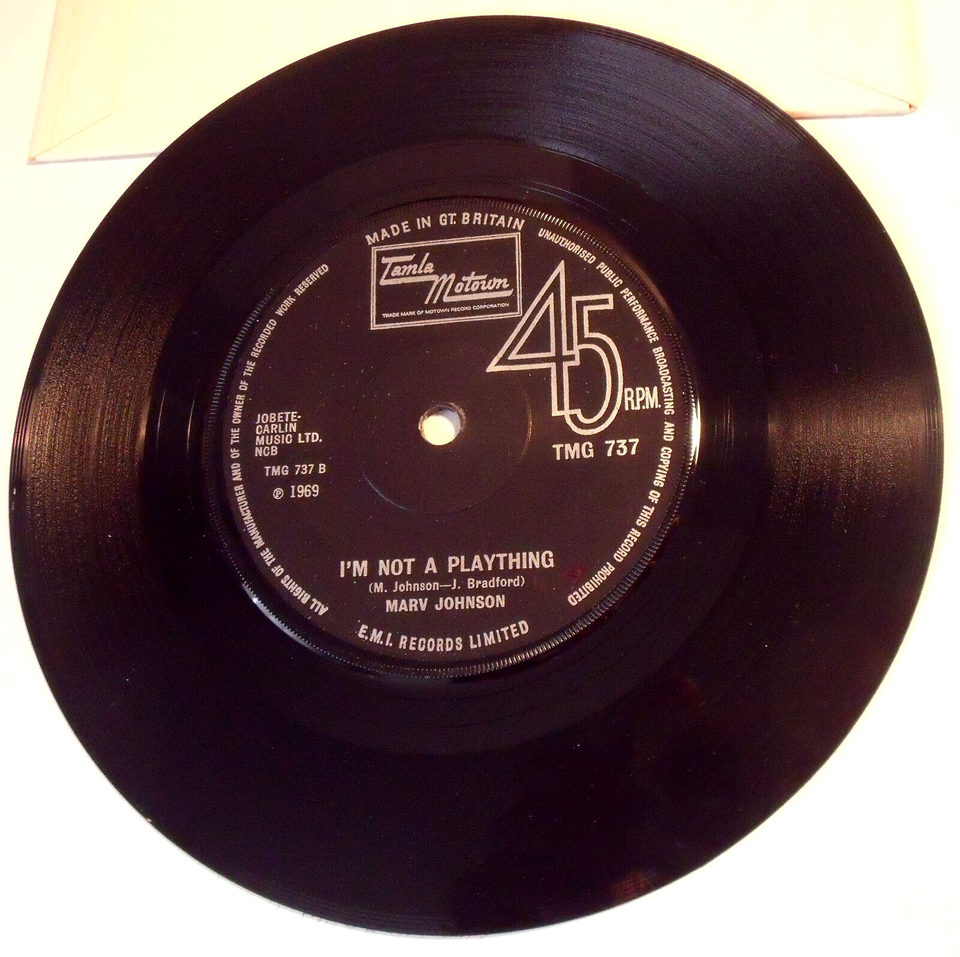 MADE IN GT. BRITAIN
Tamla
Motown
TRADE MARK OF MOTOWN RECORD CORPORATION
UNAUTHORISED PUBLIC PERFORMANCE BROADCASTING AND COPYING OF THIS RECORD PROHIBITED
ALL RIGHTS OF THE MANUFACTURER AND OF THE OWNER OF THE RECORDED WORK RESERVED
45
R.P.M.
TMG 737
JOBETE-
CARLIN
MUSIC LTD.
NCB
TMG 737 B
℗ 1969
I'M NOT A PLAYTHING
(M. Johnson—J. Bradford)
MARV JOHNSON
E.M.I. RECORDS LIMITED